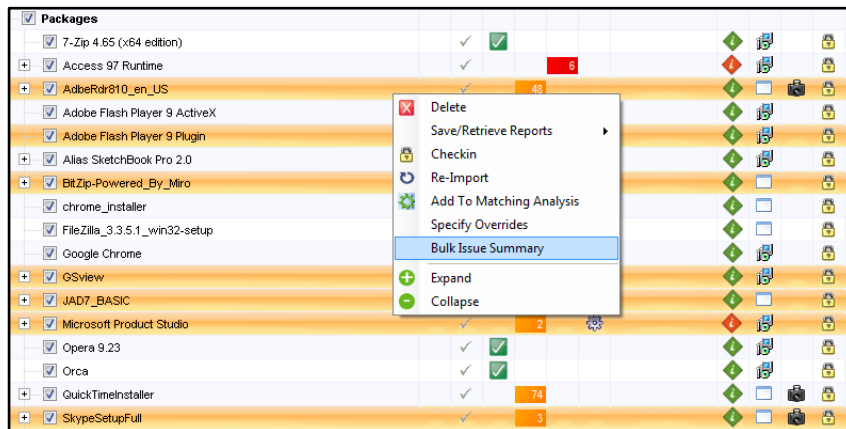 Packages
7-Zip 4.65 (x64 edition)
Access 97 Runtime 6
AdbeRdr810_en_US 48
Adobe Flash Player 9 ActiveX
Adobe Flash Player 9 Plugin
Alias SketchBook Pro 2.0
BitZip-Powered_By_Miro
chrome_installer
FileZilla_3.3.5.1_win32-setup
Google Chrome
GSview
JAD7_BASIC
Microsoft Product Studio 2
Opera 9.23
Orca
QuickTimeInstaller 74
SkypeSetupFull 3
Delete
Save/Retrieve Reports
Checkin
Re-Import
Add To Matching Analysis
Specify Overrides
Bulk Issue Summary
Expand
Collapse